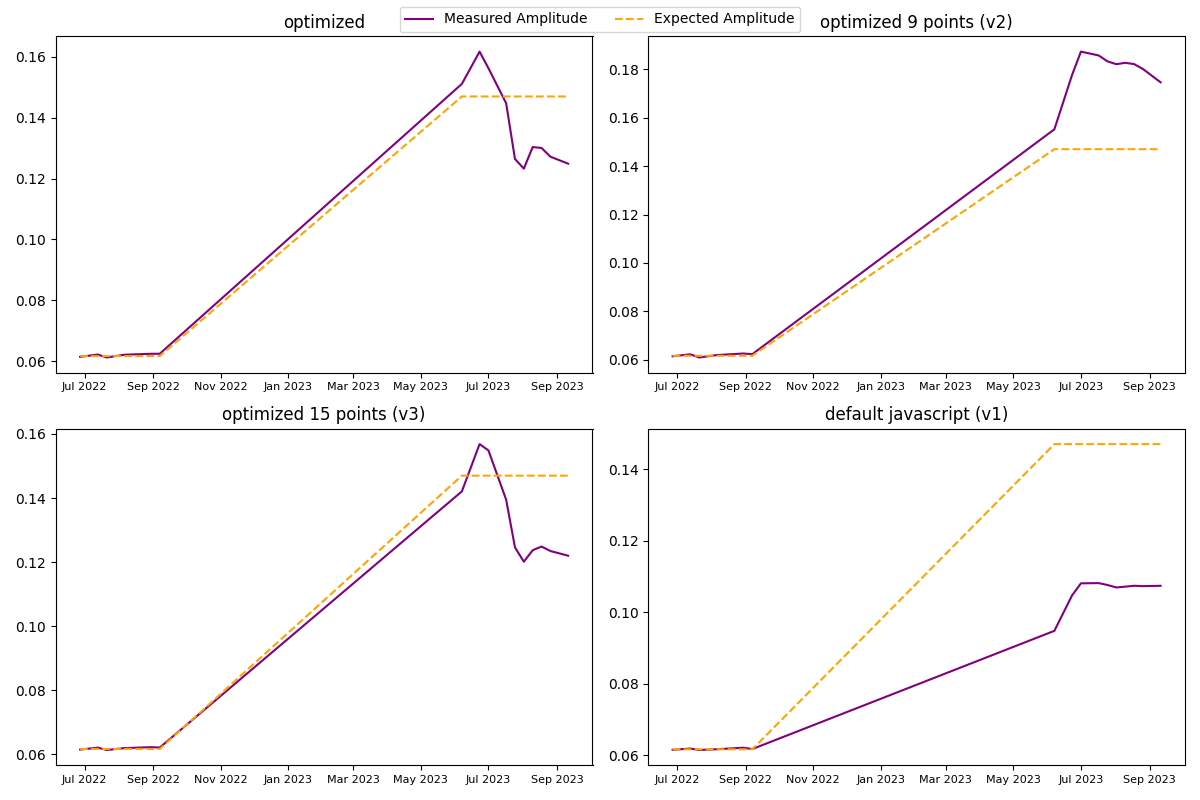 Measured Amplitude Expected Amplitude
optimized
0.16
0.14
0.12
0.10
0.08
0.06
Jul 2022 Sep 2022 Nov 2022 Jan 2023 Mar 2023 May 2023 Jul 2023 Sep 2023
optimized 9 points (v2)
0.18
0.16
0.14
0.12
0.10
0.08
0.06
Jul 2022 Sep 2022 Nov 2022 Jan 2023 Mar 2023 May 2023 Jul 2023 Sep 2023
optimized 15 points (v3)
0.16
0.14
0.12
0.10
0.08
0.06
Jul 2022 Sep 2022 Nov 2022 Jan 2023 Mar 2023 May 2023 Jul 2023 Sep 2023
default javascript (v1)
0.14
0.12
0.10
0.08
0.06
Jul 2022 Sep 2022 Nov 2022 Jan 2023 Mar 2023 May 2023 Jul 2023 Sep 2023